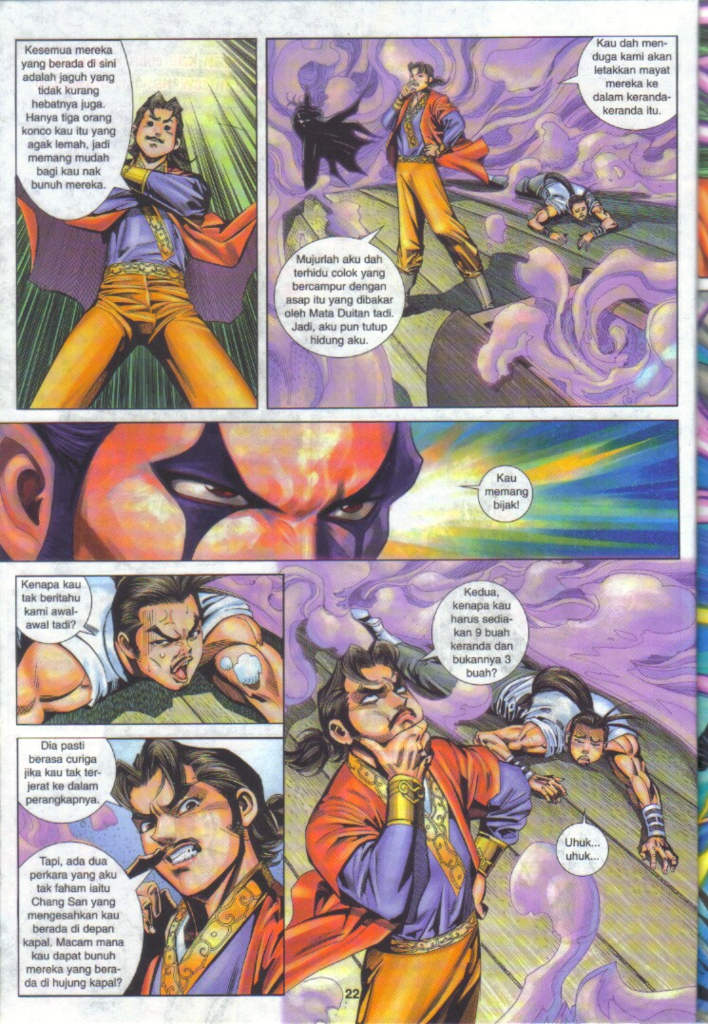 Kesemua mereka
yang berada di sini
adalah jaguh yang
tidak kurang
hebatnya juga.
Hanya tiga orang
konco kau itu yang
agak lemah, jadi
memang mudah
bagi kau nak
bunuh mereka.
Kau dah men-
duga kami akan
letakkan mayat
mereka ke
dalam keranda-
keranda itu.
Mujurlah aku dah
terhidu colok yang
bercampur dengan
asap itu yang dibakar
oleh Mata Duitan tadi.
Jadi, aku pun tutup
hidung aku.
Kau
memang
bijak!
Kenapa kau
tak beritahu
kami awal-
awal tadi?
Dia pasti
berasa curiga
jika kau tak ter-
jerat ke dalam
perangkapnya.
Tapi, ada dua
perkara yang aku
tak faham iaitu
Chang San yang
mengesahkan kau
berada di depan
kapal. Macam mana
kau dapat bunuh
mereka yang bera-
da di hujung kapal?
Kedua,
kenapa kau
harus sedia-
kan 9 buah
keranda dan
bukannya 3
buah?
Uhuk...
uhuk...
22